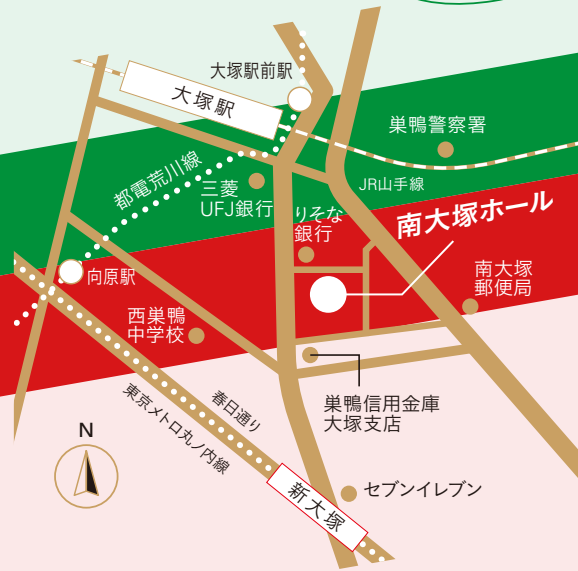 大塚駅前駅
大塚駅
巣鴨警察署
都電荒川線
三菱
UFJ銀行
JR山手線
りそな
銀行
南大塚ホール
向原駅
南大塚
郵便局
西巣鴨
中学校
春日通り
東京メトロ丸ノ内線
巣鴨信用金庫
大塚支店
N
新大塚
セブンイレブン